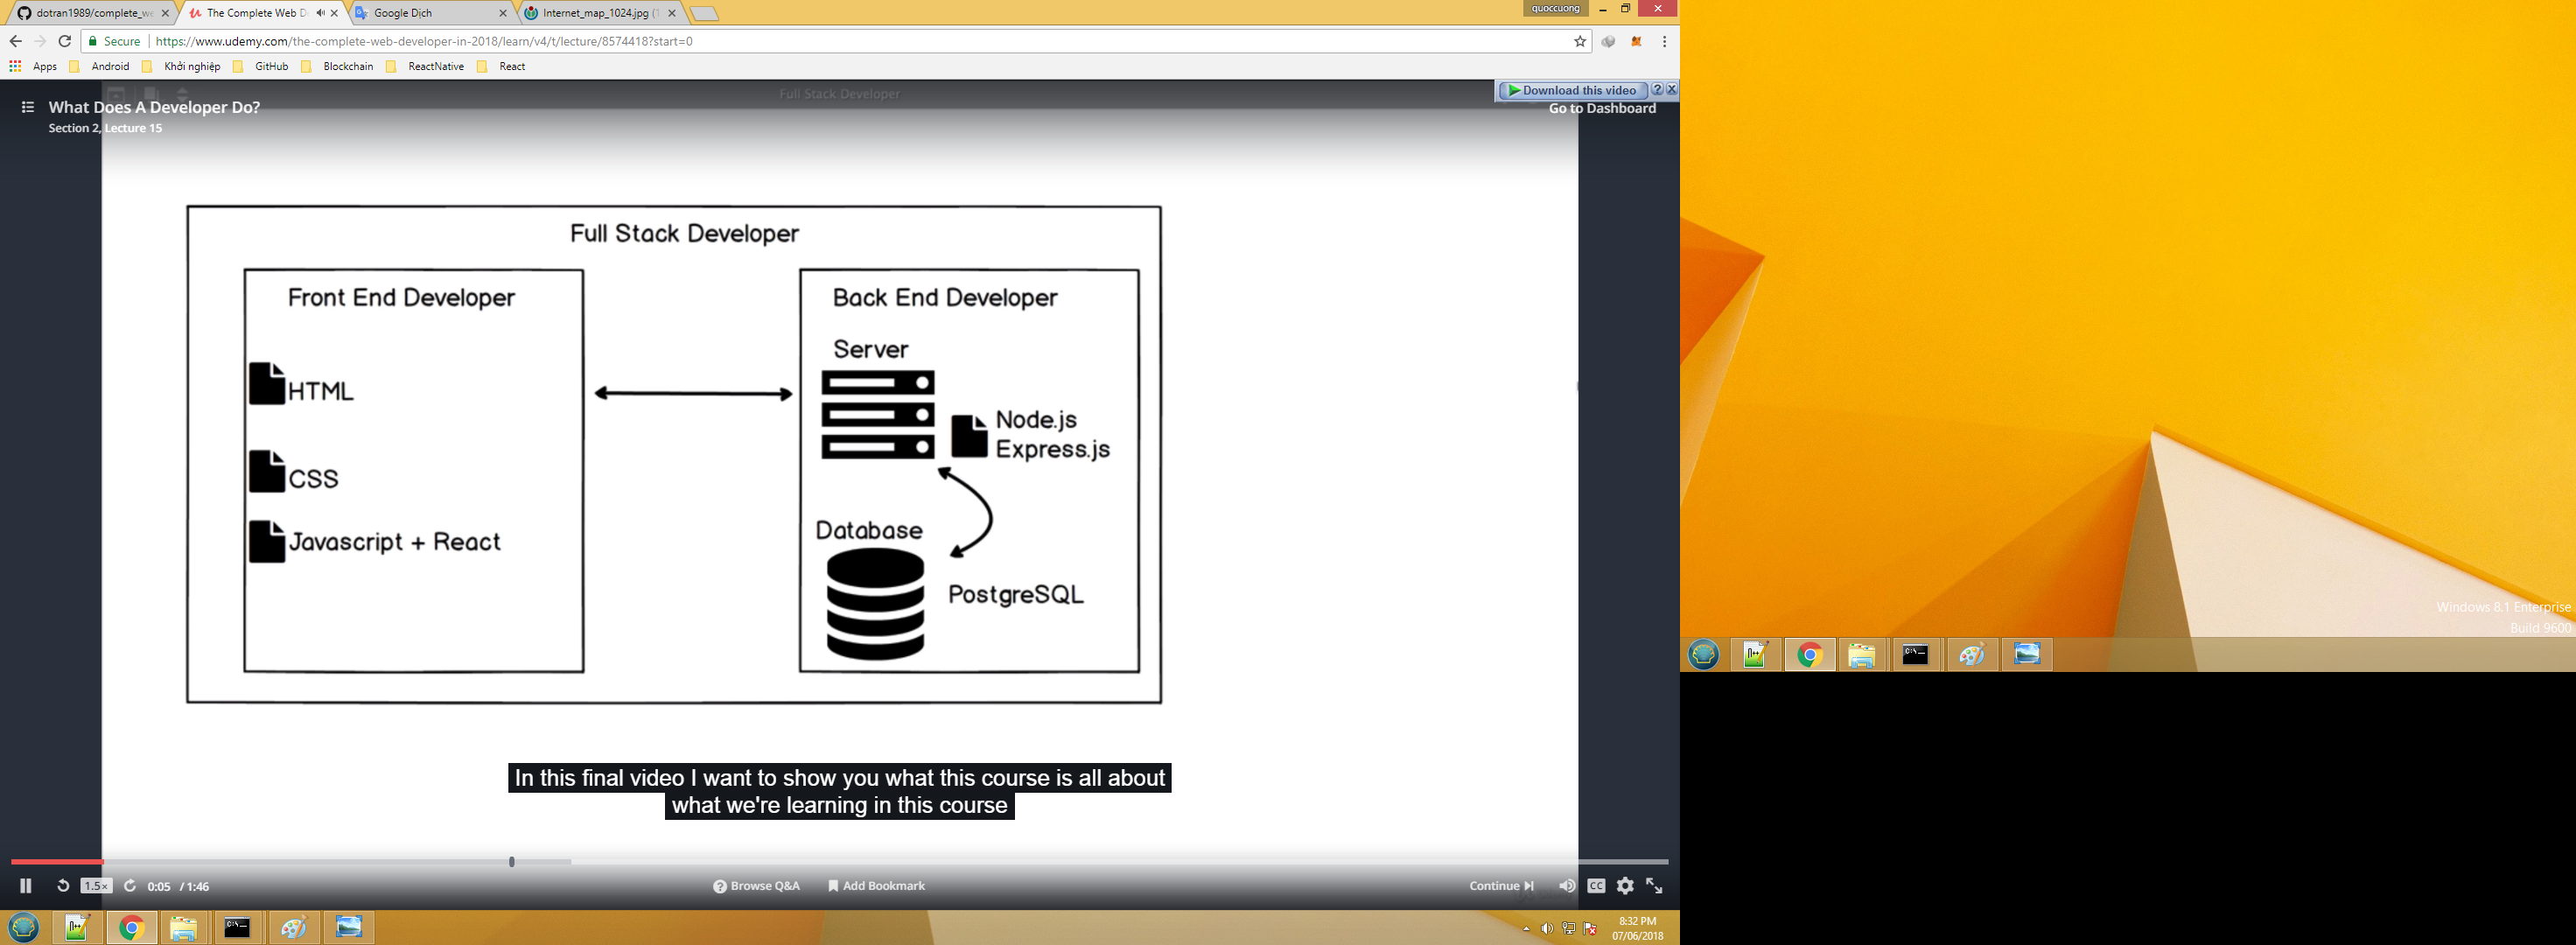 dotran1989/complete_we
The Complete Web D
Google Dịch
Internet_map_1024.jpg (1
quoccuong
Secure
https://www.udemy.com/the-complete-web-developer-in-2018/learn/v4/t/lecture/8574418?start=0
Apps
Android
Khởi nghiệp
GitHub
Blockchain
ReactNative
React
Full Stack Developer
Download this video
What Does A Developer Do?
Go to Dashboard
Section 2, Lecture 15
Full Stack Developer
Front End Developer
HTML
CSS
Javascript + React
Back End Developer
Server
Node.js
Express.js
Database
PostgreSQL
In this final video I want to show you what this course is all about
what we're learning in this course
1.5×
0:05 / 1:46
Browse Q&A
Add Bookmark
Continue
CC
8:32 PM
07/06/2018
Windows 8.1 Enterprise
Build 9600